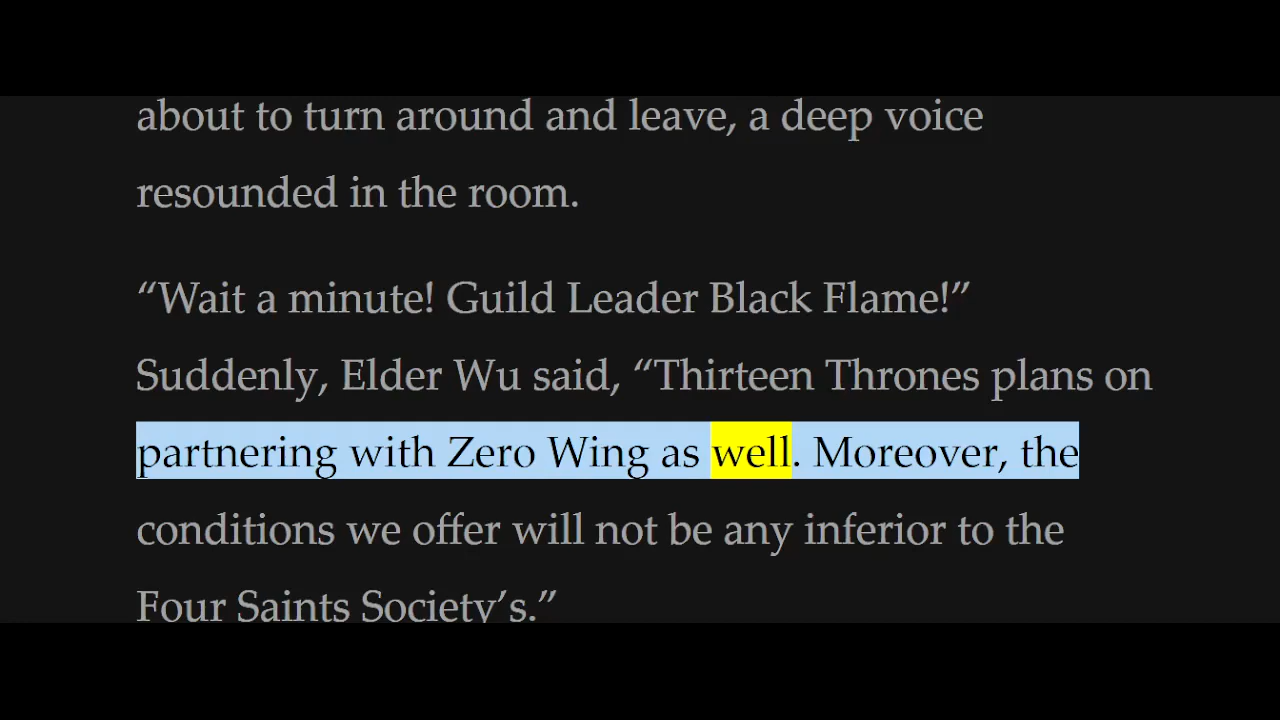 about to turn around and leave, a deep voice
resounded in the room.
“Wait a minute! Guild Leader Black Flame!”
Suddenly, Elder Wu said, “Thirteen Thrones plans on
partnering with Zero Wing as well. Moreover, the
conditions we offer will not be any inferior to the
Four Saints Society’s.”